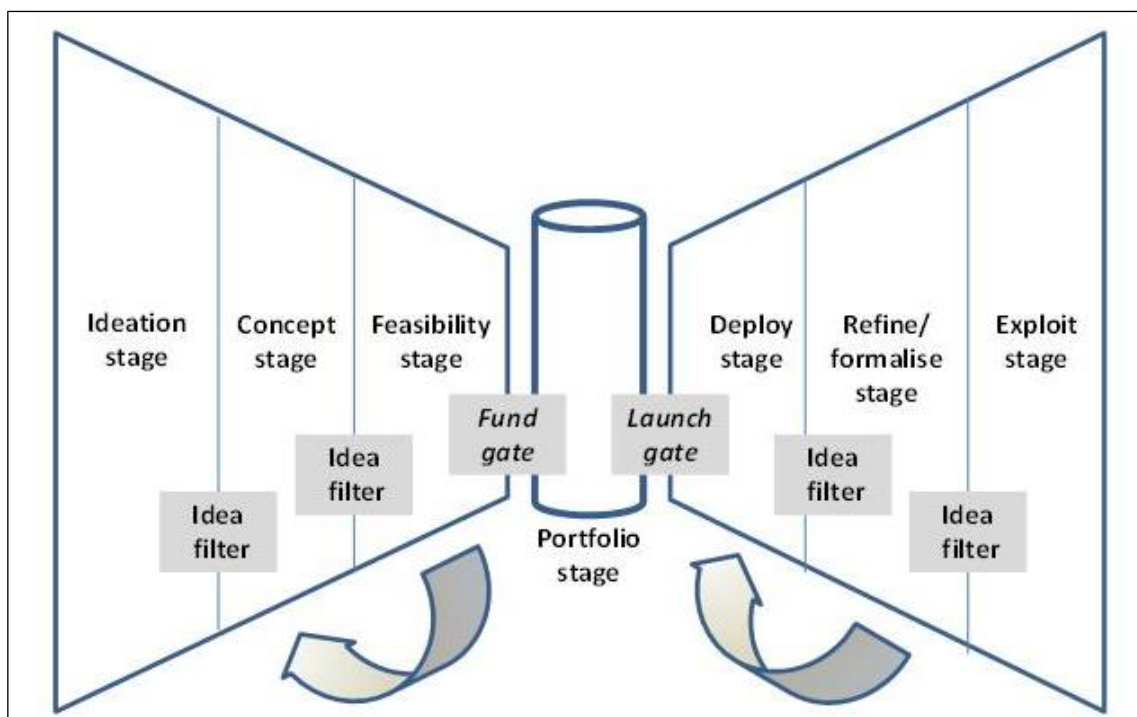 Ideation
stage
Concept
stage
Feasibility
stage
Deploy
stage
Refine/
formalise
stage
Exploit
stage
Fund
gate
Launch
gate
Idea
filter
Idea
filter
Idea
filter
Idea
filter
Portfolio
stage